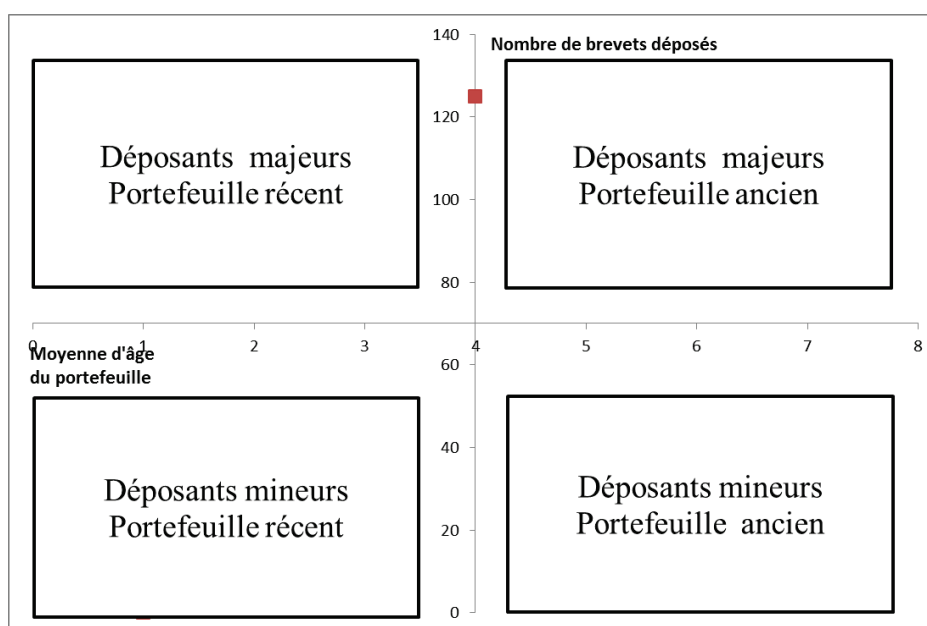 140
Nombre de brevets déposés
120
100
80
60
40
20
0
Déposants majeurs
Portefeuille récent
Déposants majeurs
Portefeuille ancien
0 1 2 3 4 5 6 7 8
Moyenne d'âge
du portefeuille
Déposants mineurs
Portefeuille récent
Déposants mineurs
Portefeuille ancien